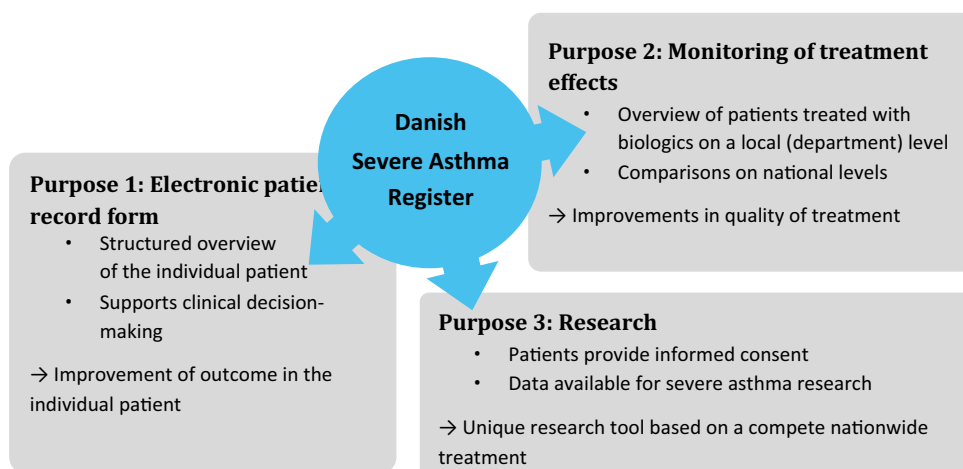 Danish
Severe Asthma
Register
Purpose 1: Electronic patie
record form
• Structured overview
of the individual patient
• Supports clinical decision-
making
→ Improvement of outcome in the
individual patient
Purpose 2: Monitoring of treatment
effects
• Overview of patients treated with
biologics on a local (department) level
• Comparisons on national levels
→ Improvements in quality of treatment
Purpose 3: Research
• Patients provide informed consent
• Data available for severe asthma research
→ Unique research tool based on a compete nationwide
treatment